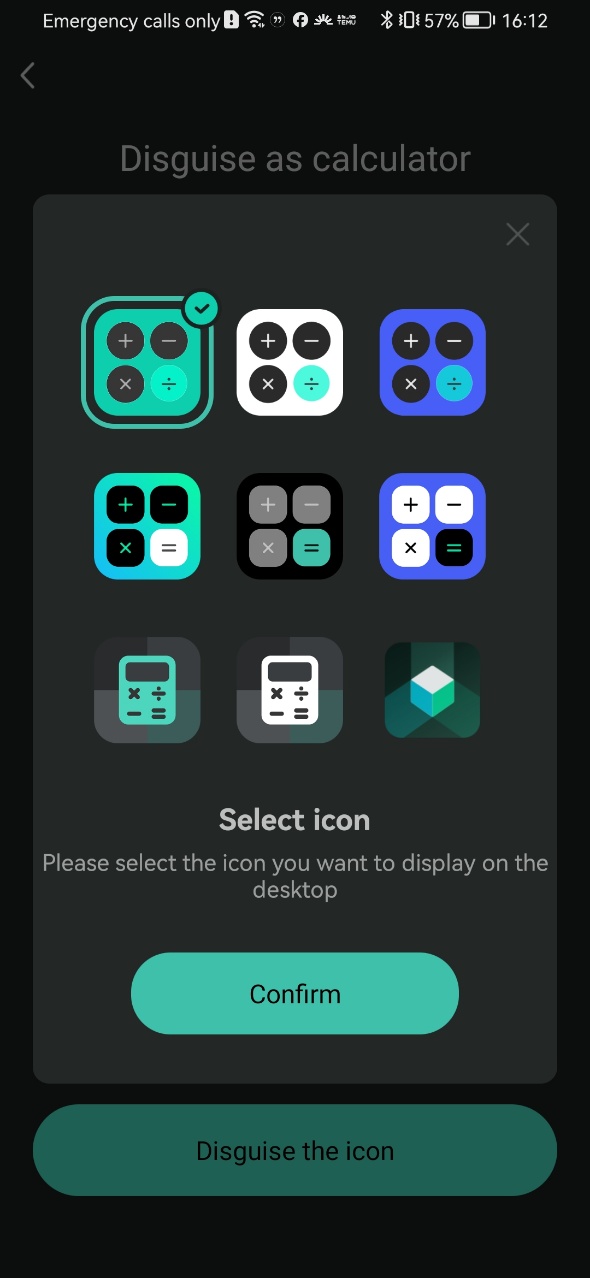 Emergency calls only 57% 16:12
Disguise as calculator
Select icon
Please select the icon you want to display on the
desktop
Confirm
Disguise the icon